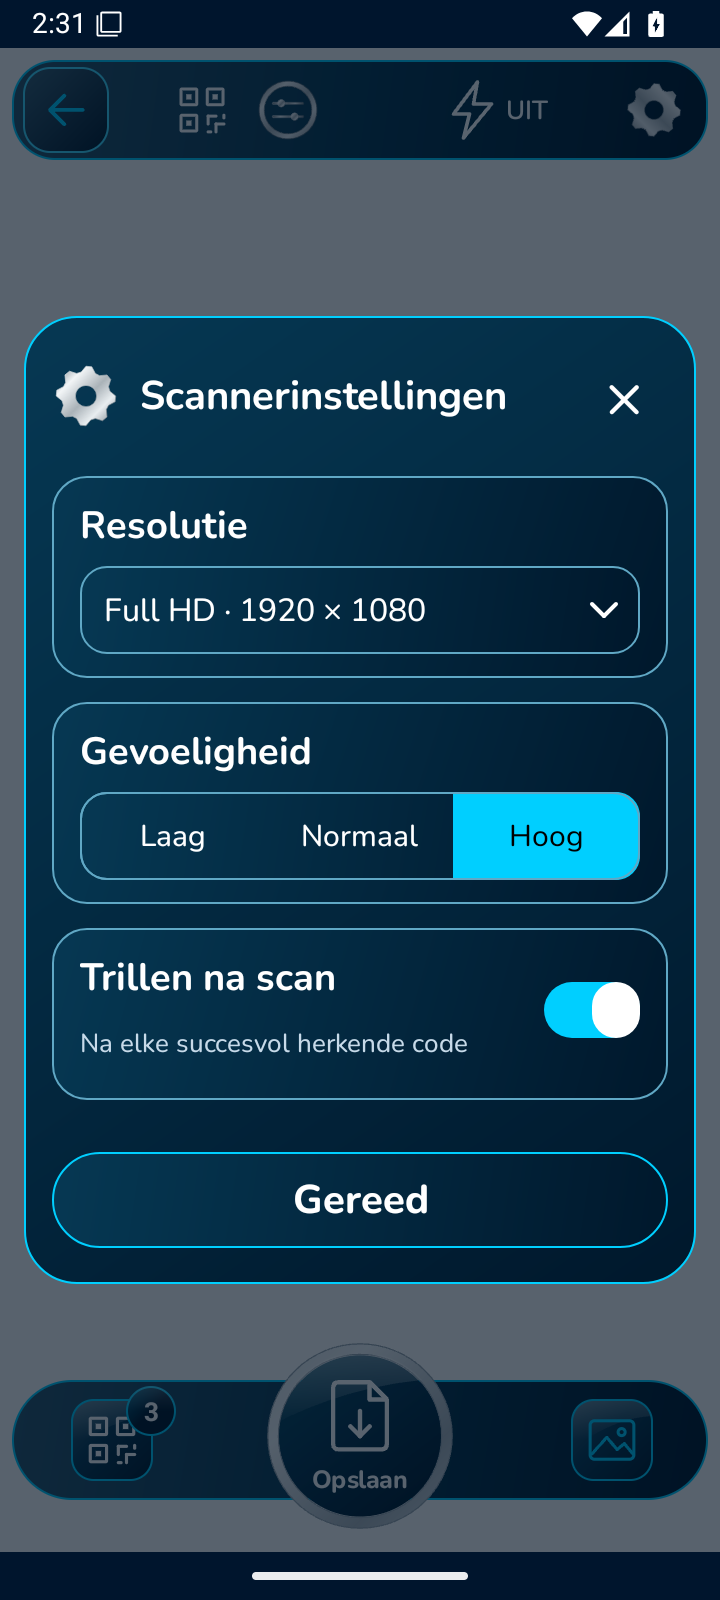 2:31
UIT
Scannerinstellingen
Resolutie
Full HD · 1920 × 1080
Gevoeligheid
Laag Normaal Hoog
Trillen na scan
Na elke succesvol herkende code
Gereed
3
Opslaan